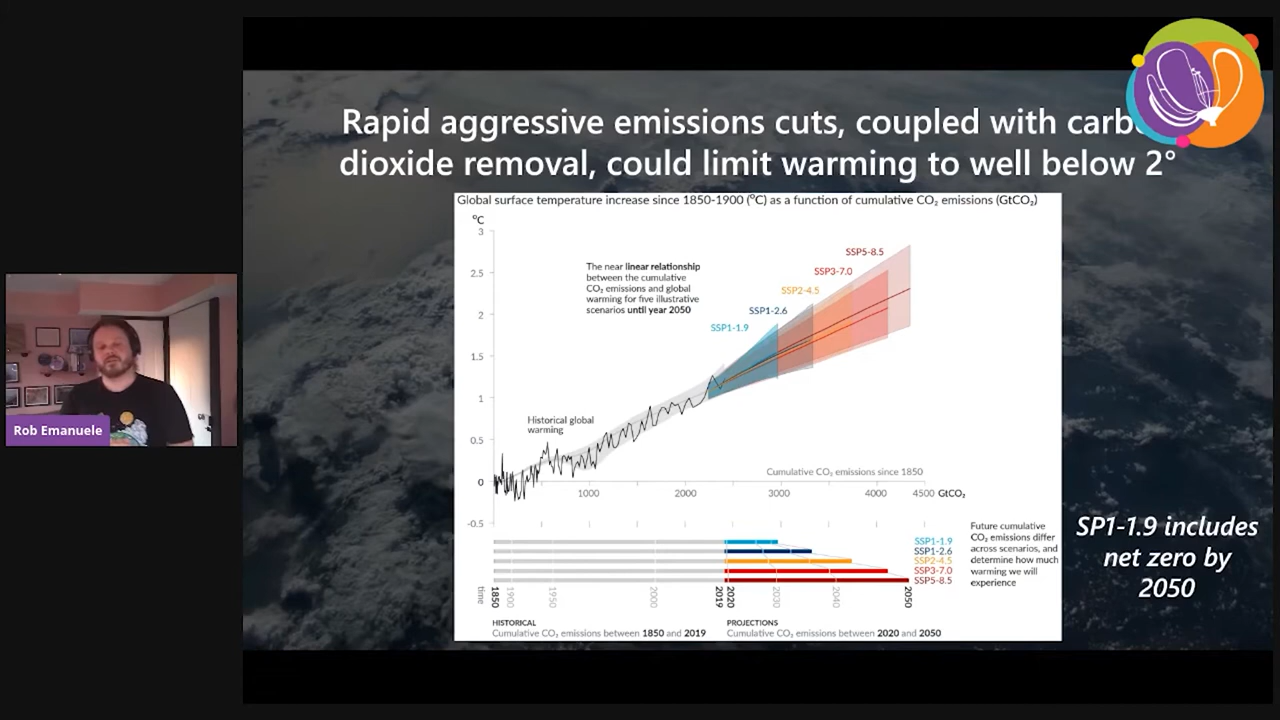 Rapid aggressive emissions cuts, coupled with carb
dioxide removal, could limit warming to well below 2°
Global surface temperature increase since 1850-1900 (°C) as a function of cumulative CO₂ emissions (GtCO₂)
°C
3
2.5
2
1.5
1
0.5
0
-0.5
The near linear relationship
between the cumulative
CO₂ emissions and global
warming for five illustrative
scenarios until year 2050
SSP5-8.5
SSP3-7.0
SSP2-4.5
SSP1-2.6
SSP1-1.9
Historical global
warming
Cumulative CO₂ emissions since 1850
1000 2000 3000 4000 4500 GtCO₂
SSP1-1.9
SSP1-2.6
SSP2-4.5
SSP3-7.0
SSP5-8.5
Future cumulative
CO₂ emissions differ
across scenarios, and
determine how much
warming we will
experience
time 1850 1900 1950 2000 2019 2020 2030 2040 2050
HISTORICAL
Cumulative CO₂ emissions between 1850 and 2019
PROJECTIONS
Cumulative CO₂ emissions between 2020 and 2050
SP1-1.9 includes
net zero by
2050
Rob Emanuele